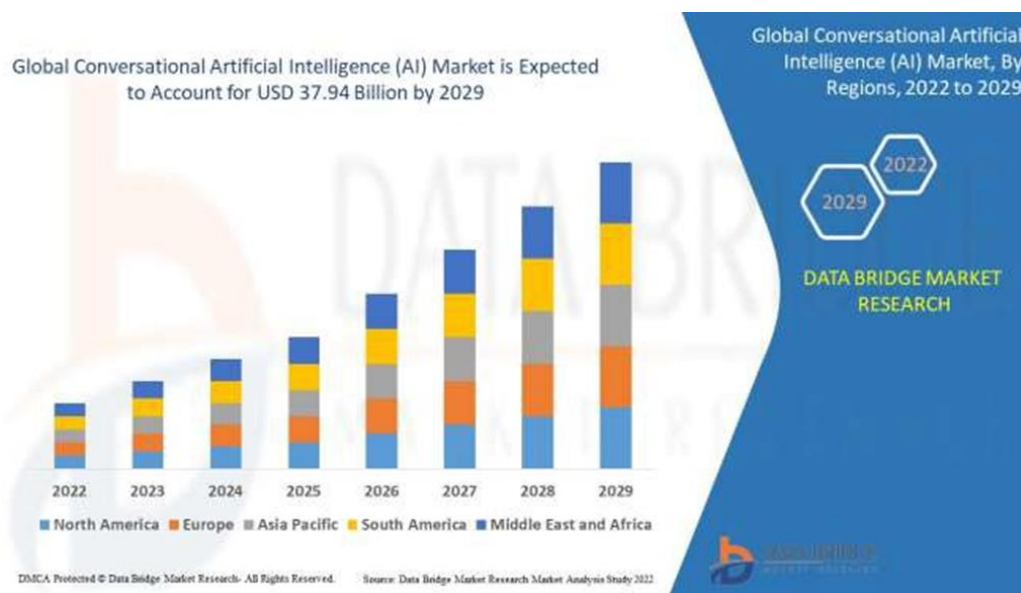 Global Conversational Artificial Intelligence (AI) Market is Expected
to Account for USD 37.94 Billion by 2029
Global Conversational Artificial
Intelligence (AI) Market, By
Regions, 2022 to 2029
2022
2029
DATA BRIDGE MARKET
RESEARCH
DATA BRIDGE
2022 2023 2024 2025 2026 2027 2028 2029
North America Europe Asia Pacific South America Middle East and Africa
DMCA Protected © Data Bridge Market Research- All Rights Reserved. Source: Data Bridge Market Research Market Analysis Study 2022